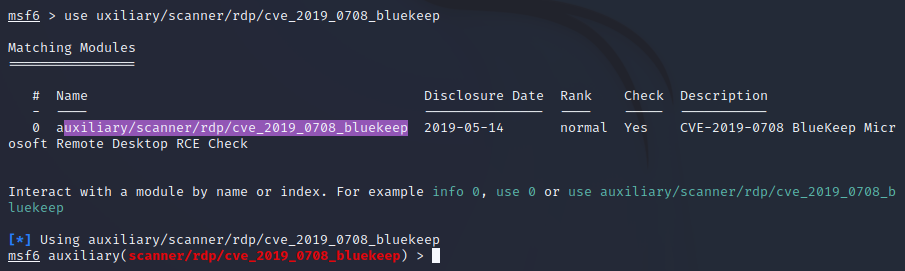 msf6 > use uxiliary/scanner/rdp/cve_2019_0708_bluekeep
Matching Modules
================
# Name Disclosure Date Rank Check Description
- ---- --------------- ---- ----- -----------
0 auxiliary/scanner/rdp/cve_2019_0708_bluekeep 2019-05-14 normal Yes CVE-2019-0708 BlueKeep Micr
osoft Remote Desktop RCE Check
Interact with a module by name or index. For example info 0, use 0 or use auxiliary/scanner/rdp/cve_2019_0708_b
luekeep
[*] Using auxiliary/scanner/rdp/cve_2019_0708_bluekeep
msf6 auxiliary(scanner/rdp/cve_2019_0708_bluekeep) >